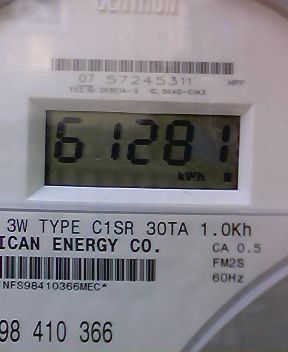 CENTRON
07 57245311
61281
kWh
3W TYPE C1SR 30TA 1.0Kh
ICAN ENERGY CO.
CA 0.5
FM2S
60Hz
NFS98410366MEC*
98 410 366